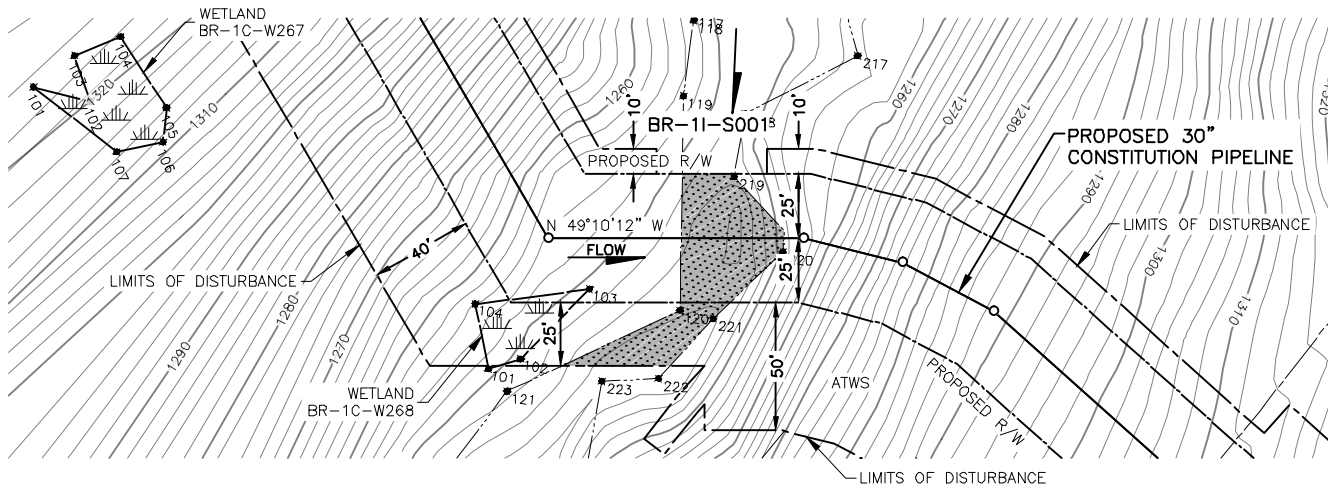 WETLAND
BR-1C-W267
104
103
101
1320
102
105
106
107
1310
117
118
217
119
1260
10'
BR-1I-S001B
10'
1260
1270
1280
1320
PROPOSED 30"
CONSTITUTION PIPELINE
PROPOSED R/W
219
25'
1290
LIMITS OF DISTURBANCE
N 49°10'12" W
FLOW
40'
25'
20
1300
LIMITS OF DISTURBANCE
1280
103
104
120
221
1310
25'
1270
1290
102
101
50'
ATWS
PROPOSED R/W
WETLAND
BR-1C-W268
121
223
222
LIMITS OF DISTURBANCE